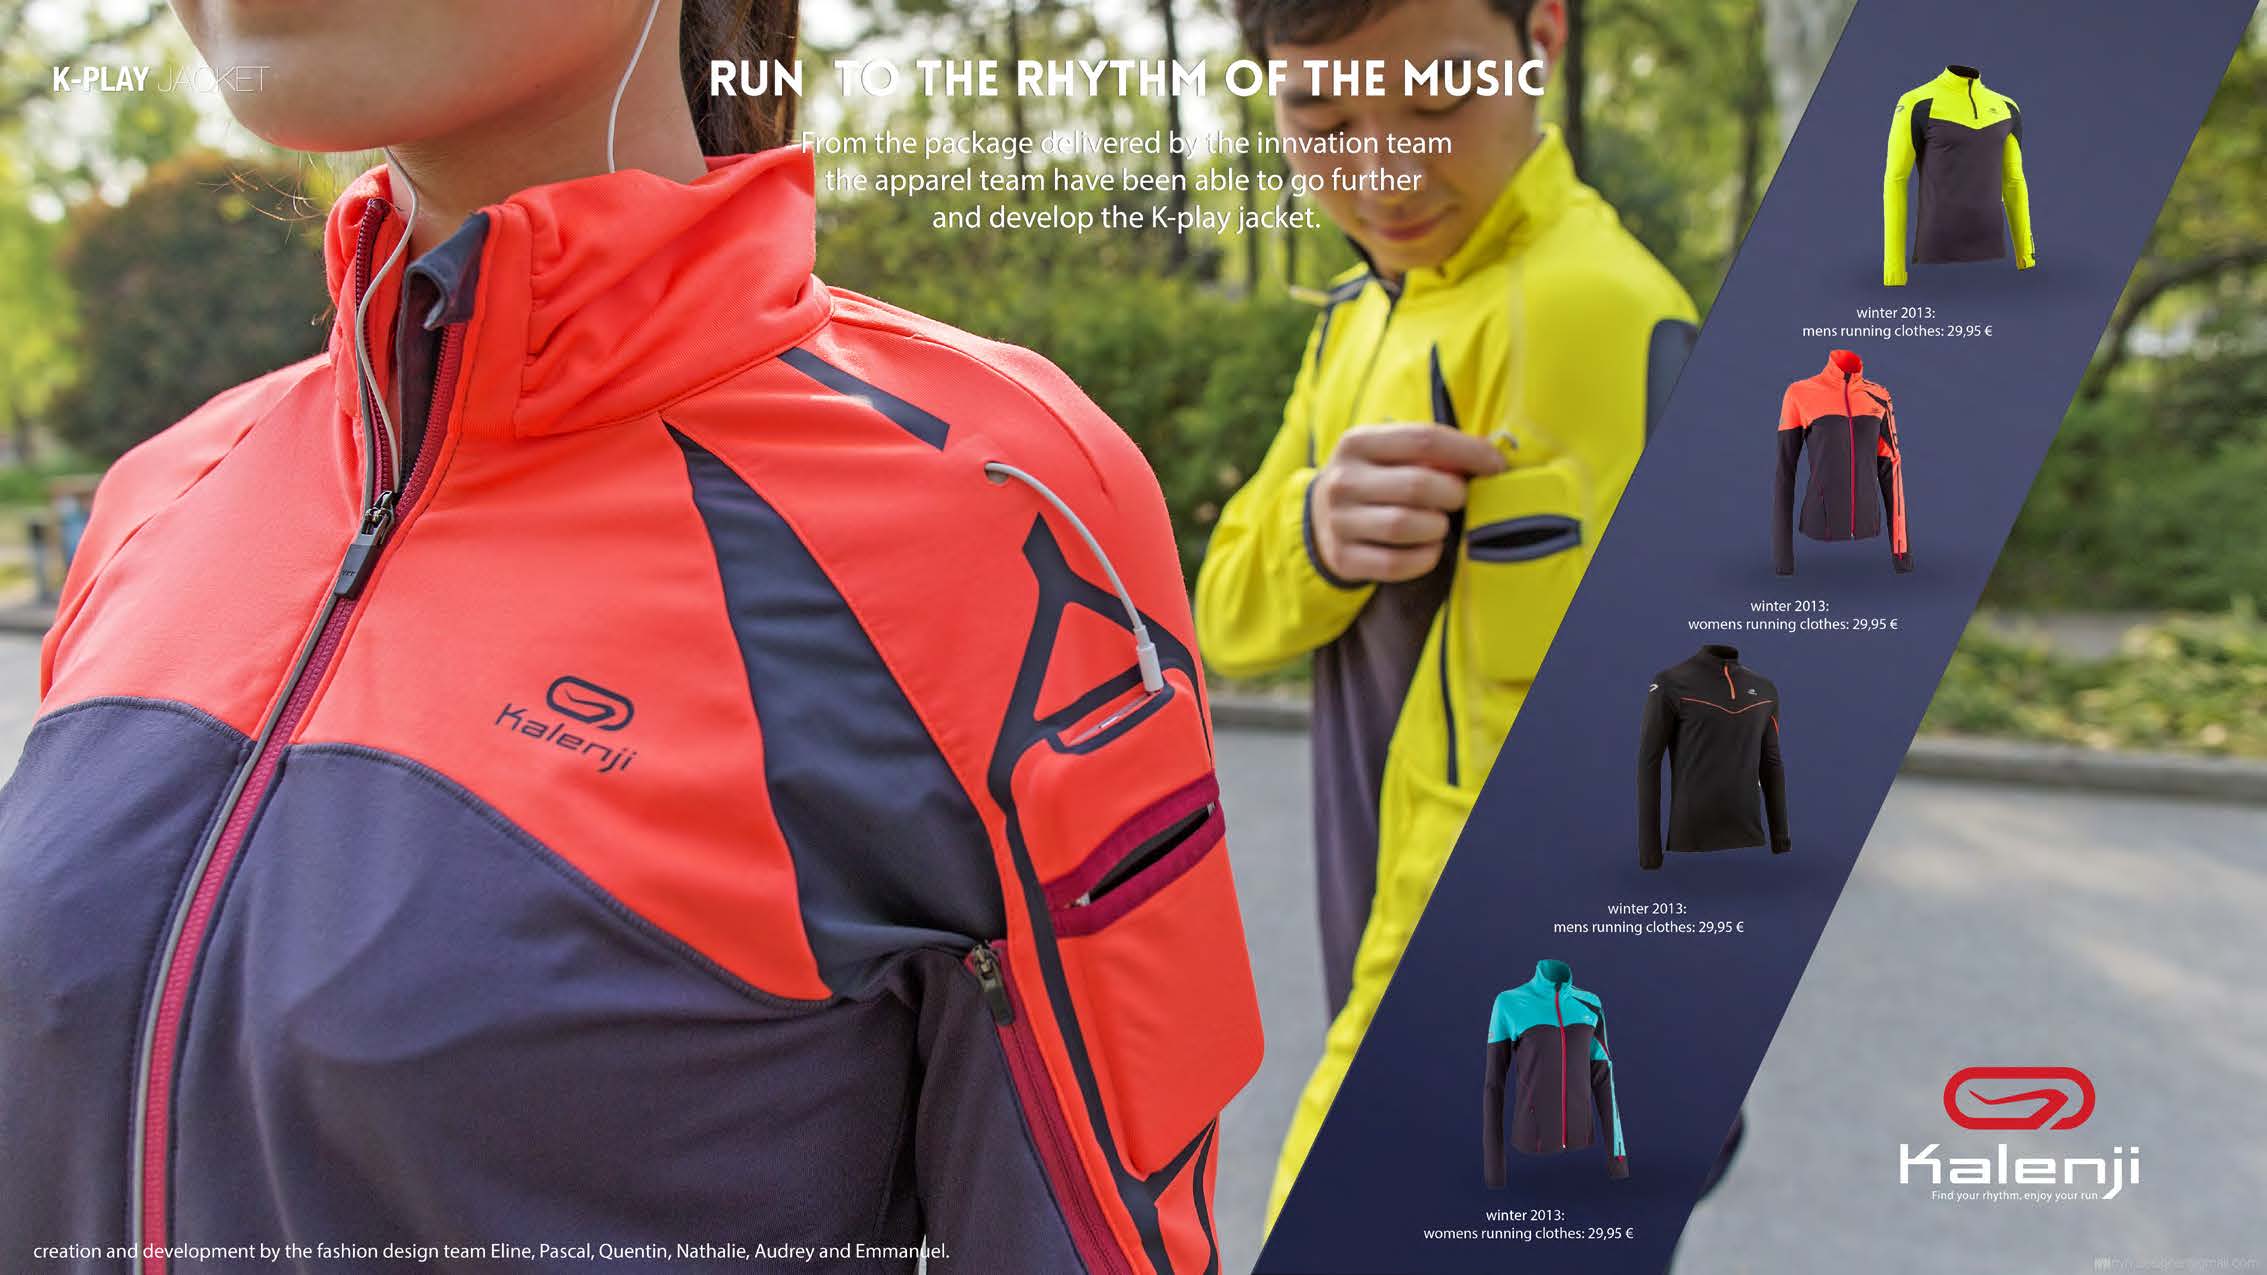 K-PLAY JACKET
RUN TO THE RHYTHM OF THE MUSIC
From the package delivered by the innvation team
the apparel team have been able to go further
and develop the K-play jacket.
winter 2013:
mens running clothes: 29,95 €
winter 2013:
womens running clothes: 29,95 €
Kalenji
winter 2013:
mens running clothes: 29,95 €
winter 2013:
womens running clothes: 29,95 €
Kalenji
Find your rhythm, enjoy your run
creation and development by the fashion design team Eline, Pascal, Quentin, Nathalie, Audrey and Emmanuel.